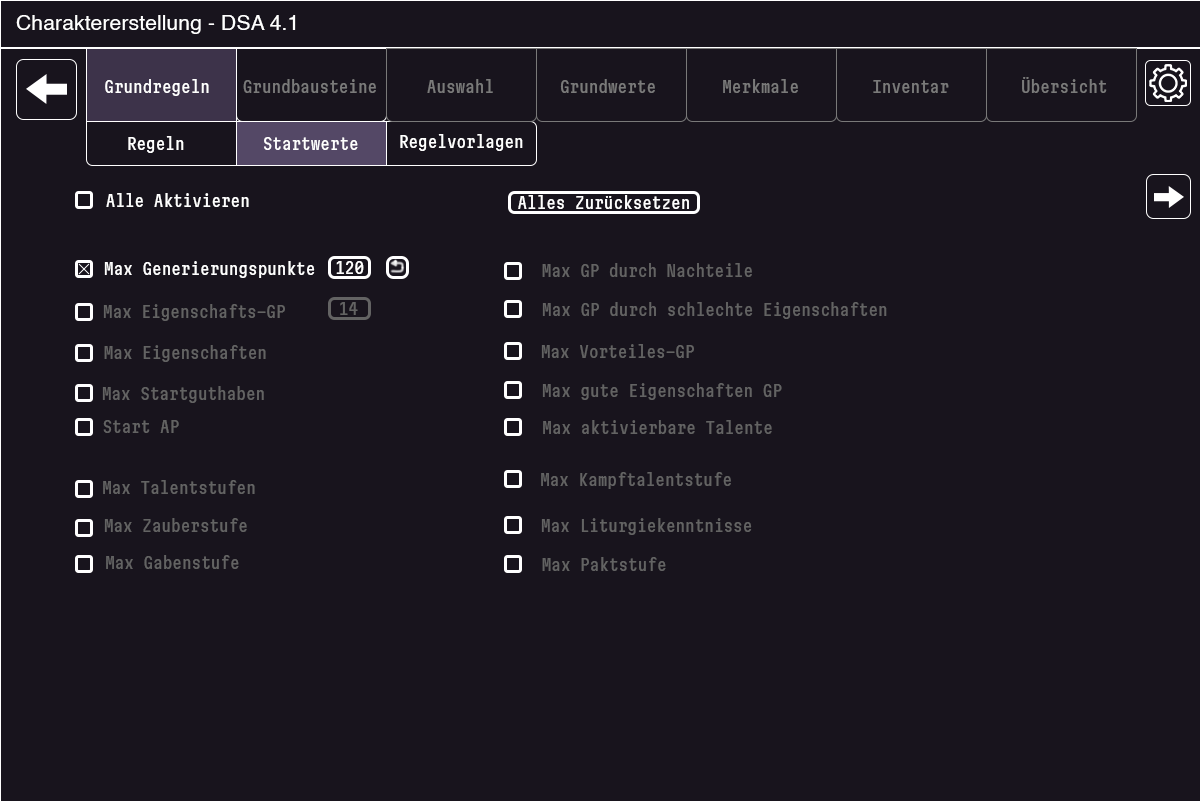 Charaktererstellung - DSA 4.1
Grundregeln Grundbausteine Auswahl Grundwerte Merkmale Inventar Übersicht
Regeln Startwerte Regelvorlagen
Alle Aktivieren Alles Zurücksetzen
Max Generierungspunkte 120 Max GP durch Nachteile
Max Eigenschafts-GP 14 Max GP durch schlechte Eigenschaften
Max Eigenschaften Max Vorteiles-GP
Max Startguthaben Max gute Eigenschaften GP
Start AP Max aktivierbare Talente
Max Talentstufen Max Kampftalentstufe
Max Zauberstufe Max Liturgiekenntnisse
Max Gabenstufe Max Paktstufe